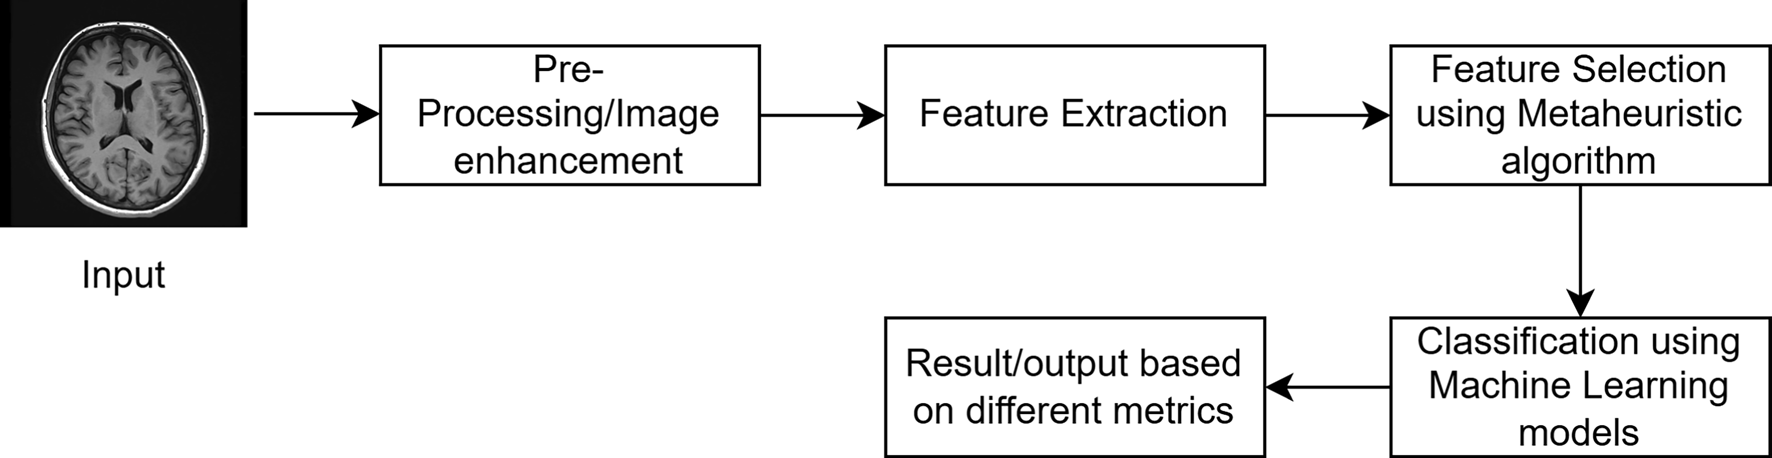 Input
Pre-
Processing/Image
enhancement
Feature Extraction
Feature Selection
using Metaheuristic
algorithm
Classification using
Machine Learning
models
Result/output based
on different metrics